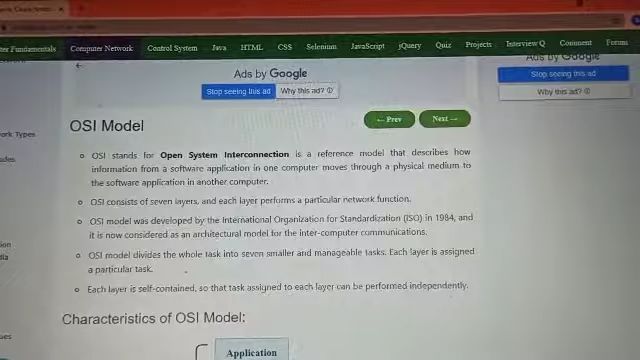 er Fundamentals Computer Network Control System Java HTML CSS Selenium JavaScript jQuery Quiz Projects Interview Q Comment Forum
Ads by Google
Stop seeing this ad Why this ad?
Ads by Google
Stop seeing this ad
Why this ad?
OSI Model
← Prev Next →
ork Types
OSI stands for Open System Interconnection is a reference model that describes how
information from a software application in one computer moves through a physical medium to
the software application in another computer.
OSI consists of seven layers, and each layer performs a particular network function.
OSI model was developed by the International Organization for Standardization (ISO) in 1984, and
it is now considered as an architectural model for the inter-computer communications.
OSI model divides the whole task into seven smaller and manageable tasks. Each layer is assigned
a particular task.
Each layer is self-contained, so that task assigned to each layer can be performed independently.
Characteristics of OSI Model:
Application